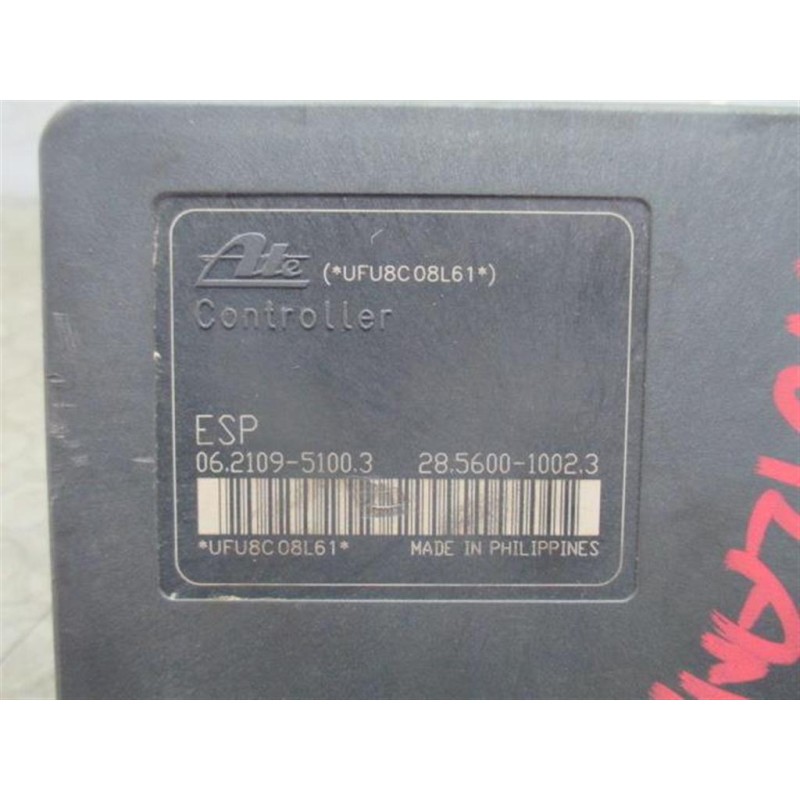 Ate (*UFU8C08L61*)
Controller
ESP
06.2109-5100.3 28.5600-1002.3
*UFU8C08L61* MADE IN PHILIPPINES